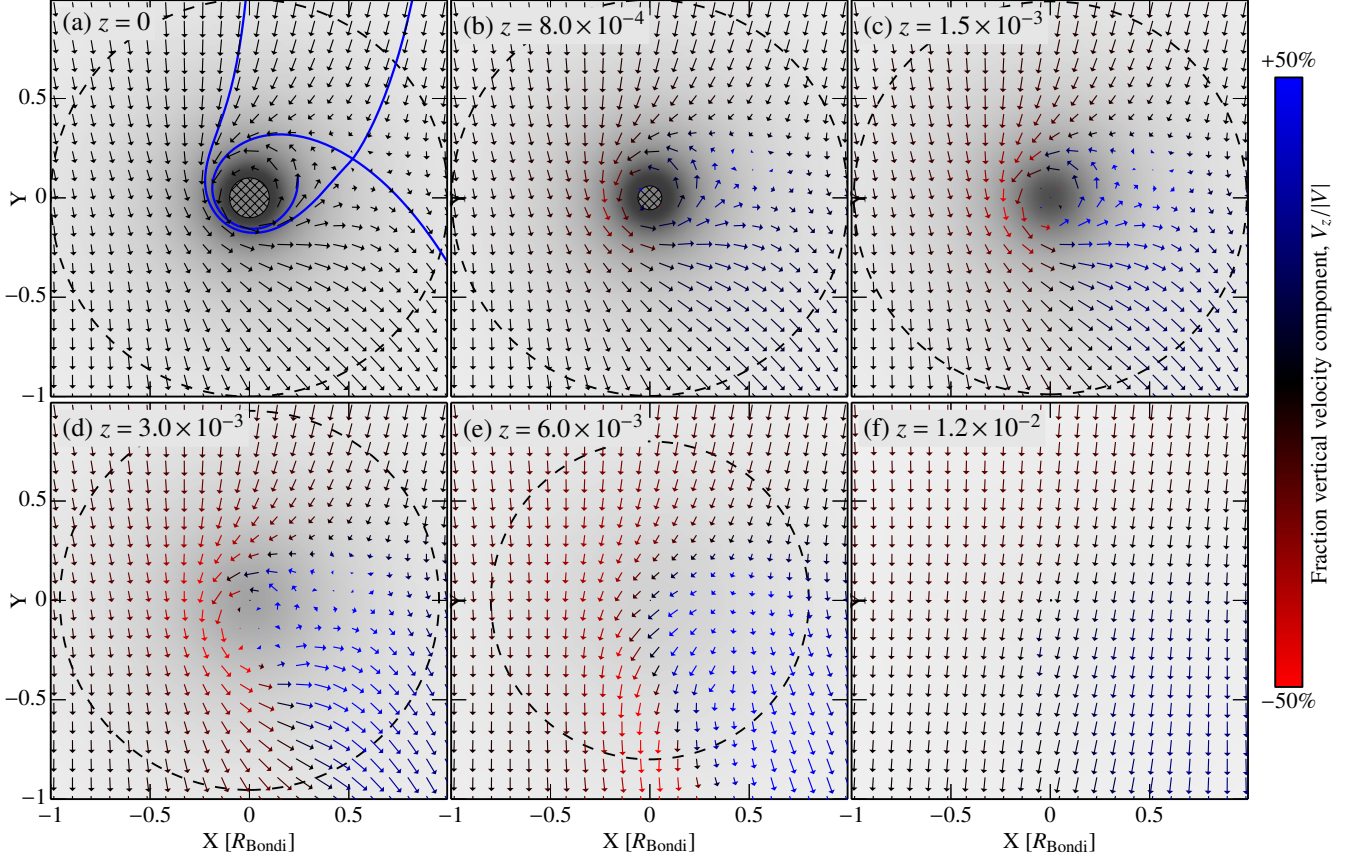 (a) z = 0
(b) z = 8.0×10⁻⁴
(c) z = 1.5×10⁻³
+50%
0.5
Y
0
−0.5
−1
Y
Y
Fraction vertical velocity component, V_z/|V|
(d) z = 3.0×10⁻³
(e) z = 6.0×10⁻³
(f) z = 1.2×10⁻²
−50%
0.5
Y
0
−0.5
−1
Y
Y
−1 −0.5 0 0.5 −1 −0.5 0 0.5 −1 −0.5 0 0.5 1
X [R_Bondi] X [R_Bondi] X [R_Bondi]